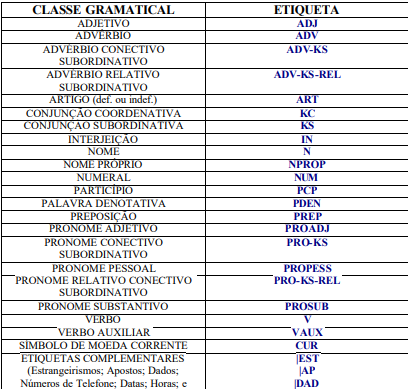 CLASSE GRAMATICAL ETIQUETA
ADJETIVO ADJ
ADVÉRBIO ADV
ADVÉRBIO CONECTIVO ADV-KS
SUBORDINATIVO
ADVÉRBIO RELATIVO ADV-KS-REL
SUBORDINATIVO
ARTIGO (def. ou indef.) ART
CONJUNÇÃO COORDENATIVA KC
CONJUNÇÃO SUBORDINATIVA KS
INTERJEIÇÃO IN
NOME N
NOME PRÓPRIO NPROP
NUMERAL NUM
PARTICÍPIO PCP
PALAVRA DENOTATIVA PDEN
PREPOSIÇÃO PREP
PRONOME ADJETIVO PROADJ
PRONOME CONECTIVO PRO-KS
SUBORDINATIVO
PRONOME PESSOAL PROPESS
PRONOME RELATIVO CONECTIVO PRO-KS-REL
SUBORDINATIVO
PRONOME SUBSTANTIVO PROSUB
VERBO V
VERBO AUXILIAR VAUX
SÍMBOLO DE MOEDA CORRENTE CUR
ETIQUETAS COMPLEMENTARES |EST
(Estrangeirismos; Apostos; Dados; |AP
Números de Telefone; Datas; Horas; e |DAD